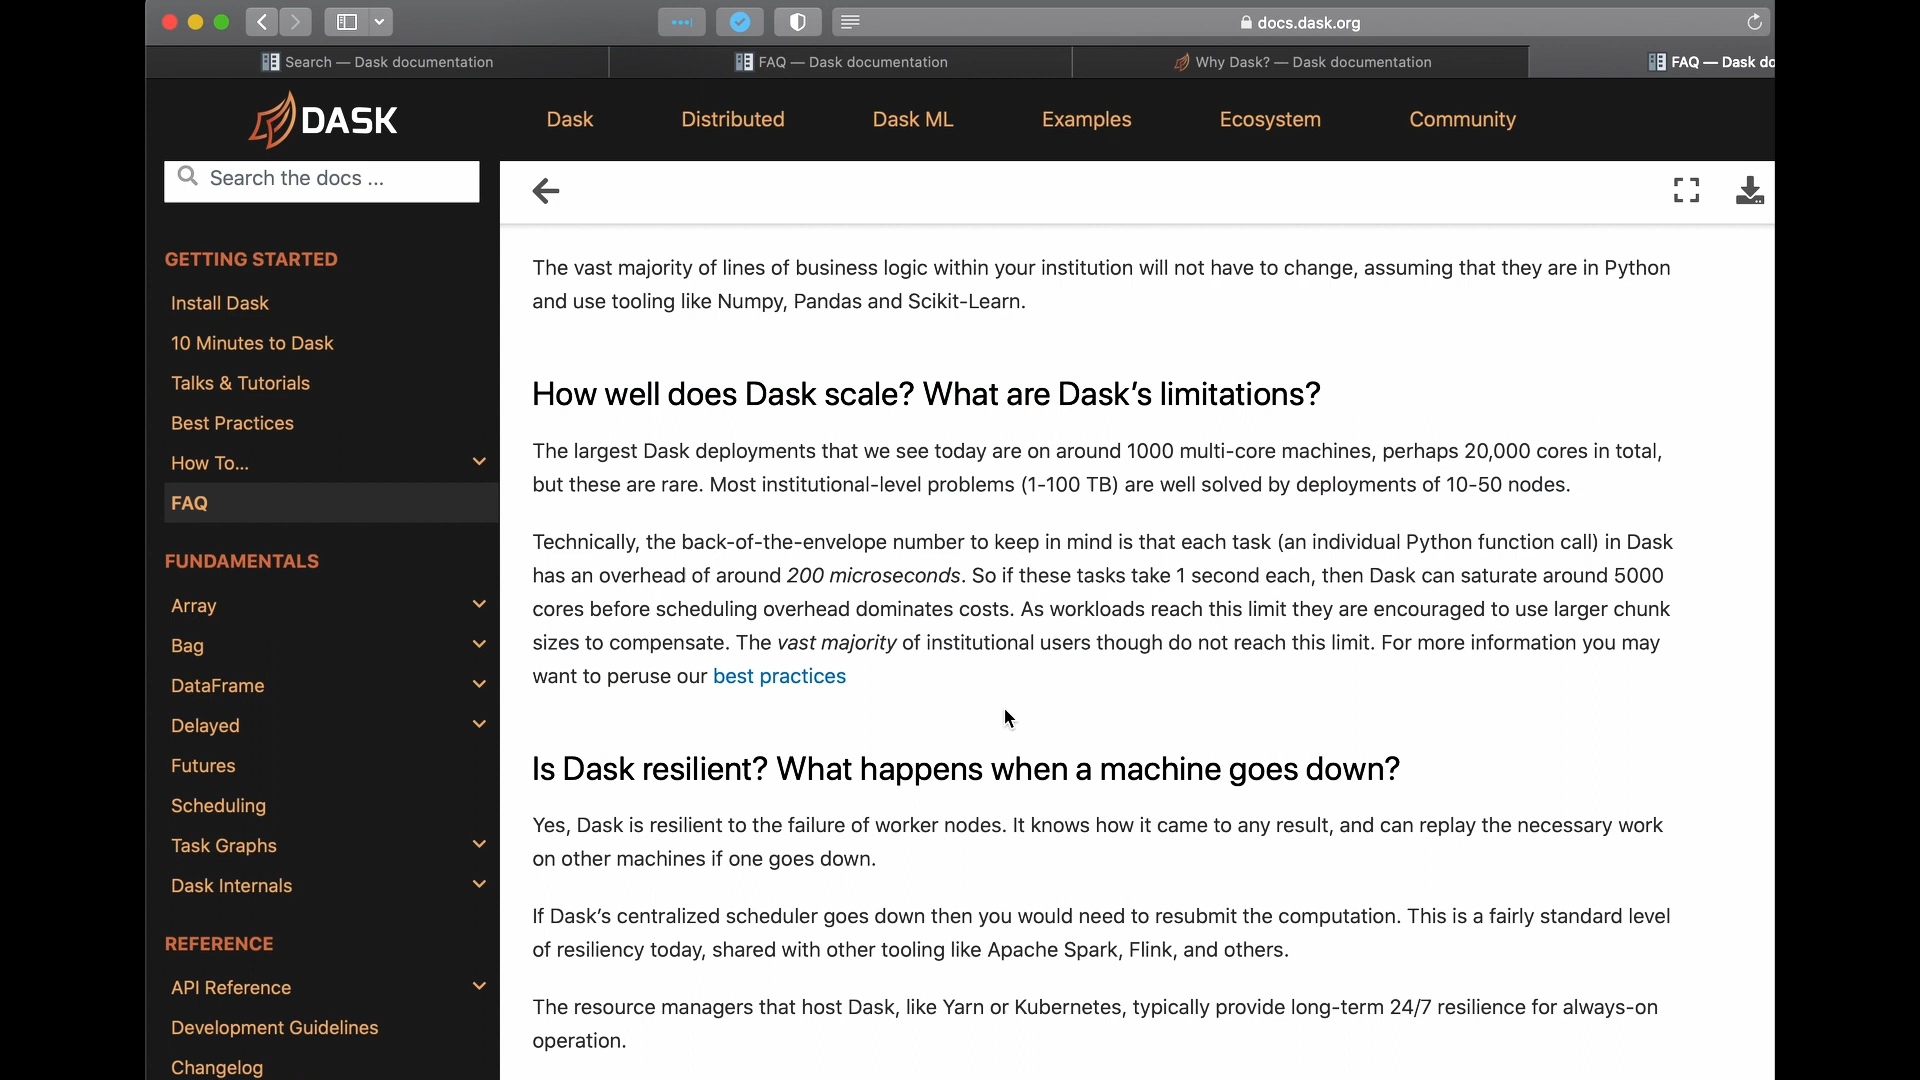 docs.dask.org
Search — Dask documentation
FAQ — Dask documentation
Why Dask? — Dask documentation
FAQ — Dask do
DASK
Dask
Distributed
Dask ML
Examples
Ecosystem
Community
Search the docs ...
GETTING STARTED
Install Dask
10 Minutes to Dask
Talks & Tutorials
Best Practices
How To...
FAQ
FUNDAMENTALS
Array
Bag
DataFrame
Delayed
Futures
Scheduling
Task Graphs
Dask Internals
REFERENCE
API Reference
Development Guidelines
Changelog
The vast majority of lines of business logic within your institution will not have to change, assuming that they are in Python
and use tooling like Numpy, Pandas and Scikit-Learn.
How well does Dask scale? What are Dask’s limitations?
The largest Dask deployments that we see today are on around 1000 multi-core machines, perhaps 20,000 cores in total,
but these are rare. Most institutional-level problems (1-100 TB) are well solved by deployments of 10-50 nodes.
Technically, the back-of-the-envelope number to keep in mind is that each task (an individual Python function call) in Dask
has an overhead of around 200 microseconds. So if these tasks take 1 second each, then Dask can saturate around 5000
cores before scheduling overhead dominates costs. As workloads reach this limit they are encouraged to use larger chunk
sizes to compensate. The vast majority of institutional users though do not reach this limit. For more information you may
want to peruse our best practices
Is Dask resilient? What happens when a machine goes down?
Yes, Dask is resilient to the failure of worker nodes. It knows how it came to any result, and can replay the necessary work
on other machines if one goes down.
If Dask’s centralized scheduler goes down then you would need to resubmit the computation. This is a fairly standard level
of resiliency today, shared with other tooling like Apache Spark, Flink, and others.
The resource managers that host Dask, like Yarn or Kubernetes, typically provide long-term 24/7 resilience for always-on
operation.